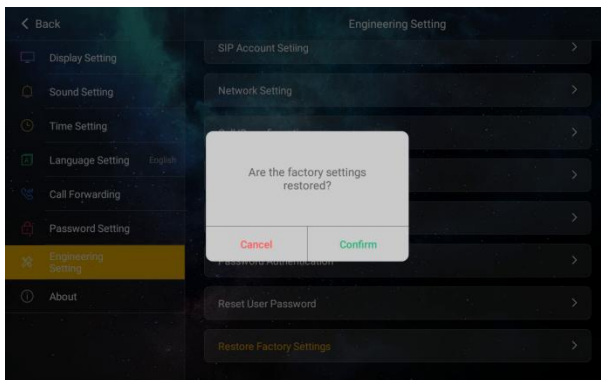 Back
Engineering Setting
Display Setting
Sound Setting
Time Setting
Language Setting English
Call Forwarding
Password Setting
Engineering
Setting
About
SIP Account Setiing
Network Setting
Are the factory settings
restored?
Cancel
Confirm
Password Authentication
Reset User Password
Restore Factory Settings